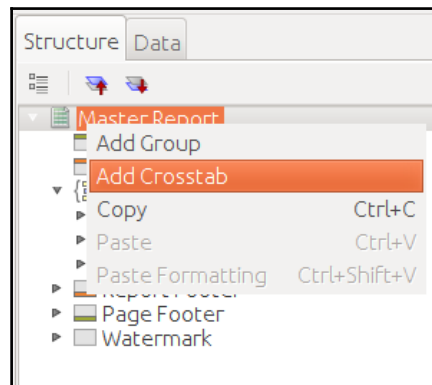 Structure Data
Master Report
Add Group
Add Crosstab
Copy Ctrl+C
Paste Ctrl+V
Paste Formatting Ctrl+Shift+V
Report Footer
Page Footer
Watermark